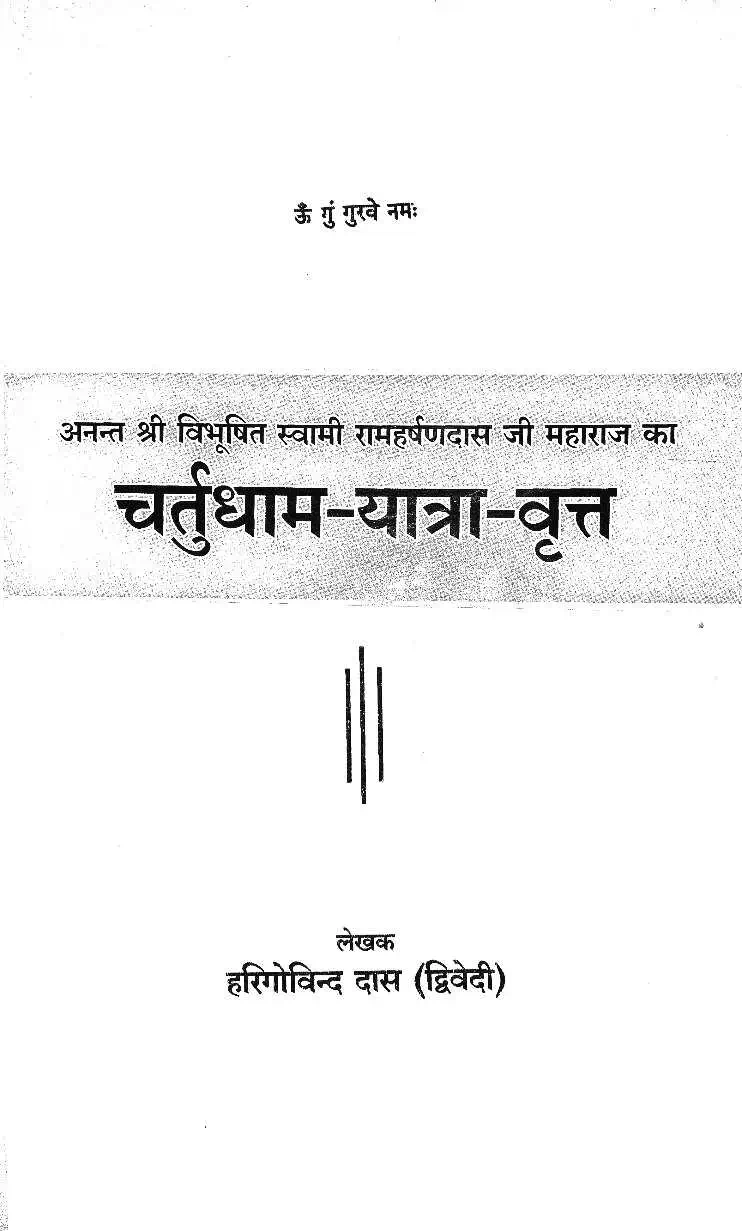 ऊँ गुं गुरवे नमः
अनन्त श्री विभूषित स्वामी रामहर्षणदास जी महाराज का
चर्तुधाम-यात्रा-वृत्त
लेखक
हरिगोविन्द दास (द्विवेदी)